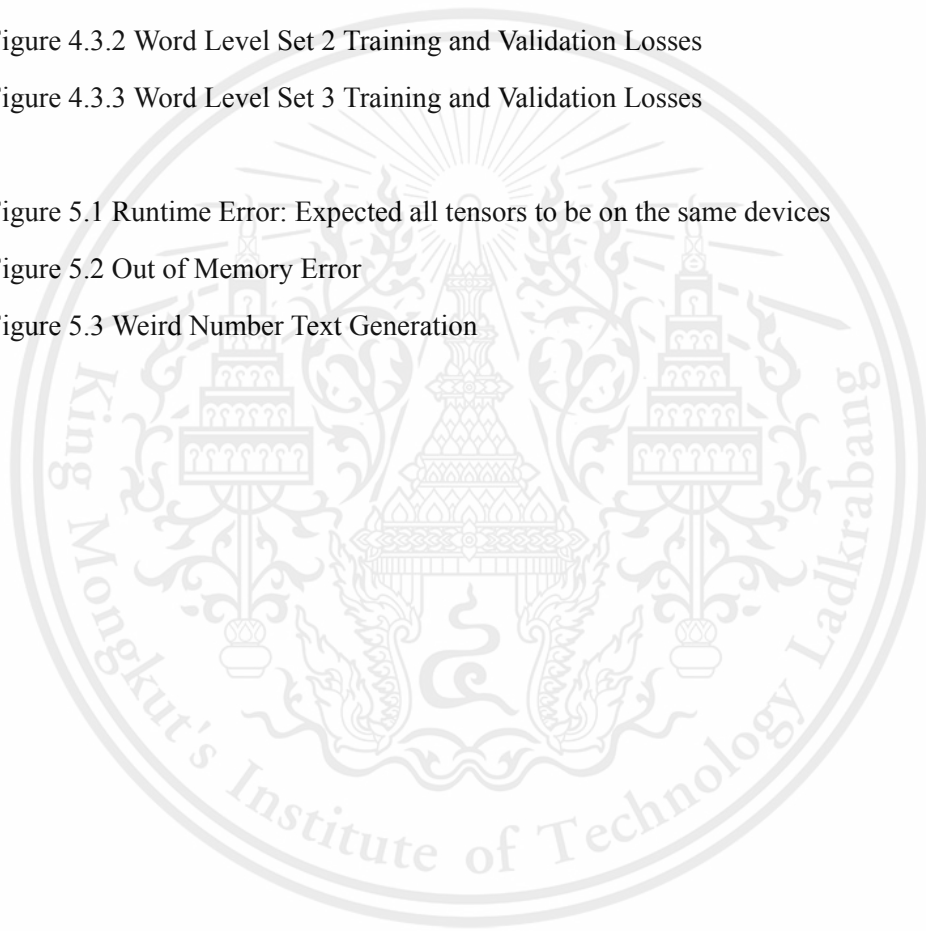 igure 4.3.2 Word Level Set 2 Training and Validation Losses
igure 4.3.3 Word Level Set 3 Training and Validation Losses
igure 5.1 Runtime Error: Expected all tensors to be on the same devices
igure 5.2 Out of Memory Error
igure 5.3 Weird Number Text Generation
King Mongkut's Institute of Technology Ladkrabang